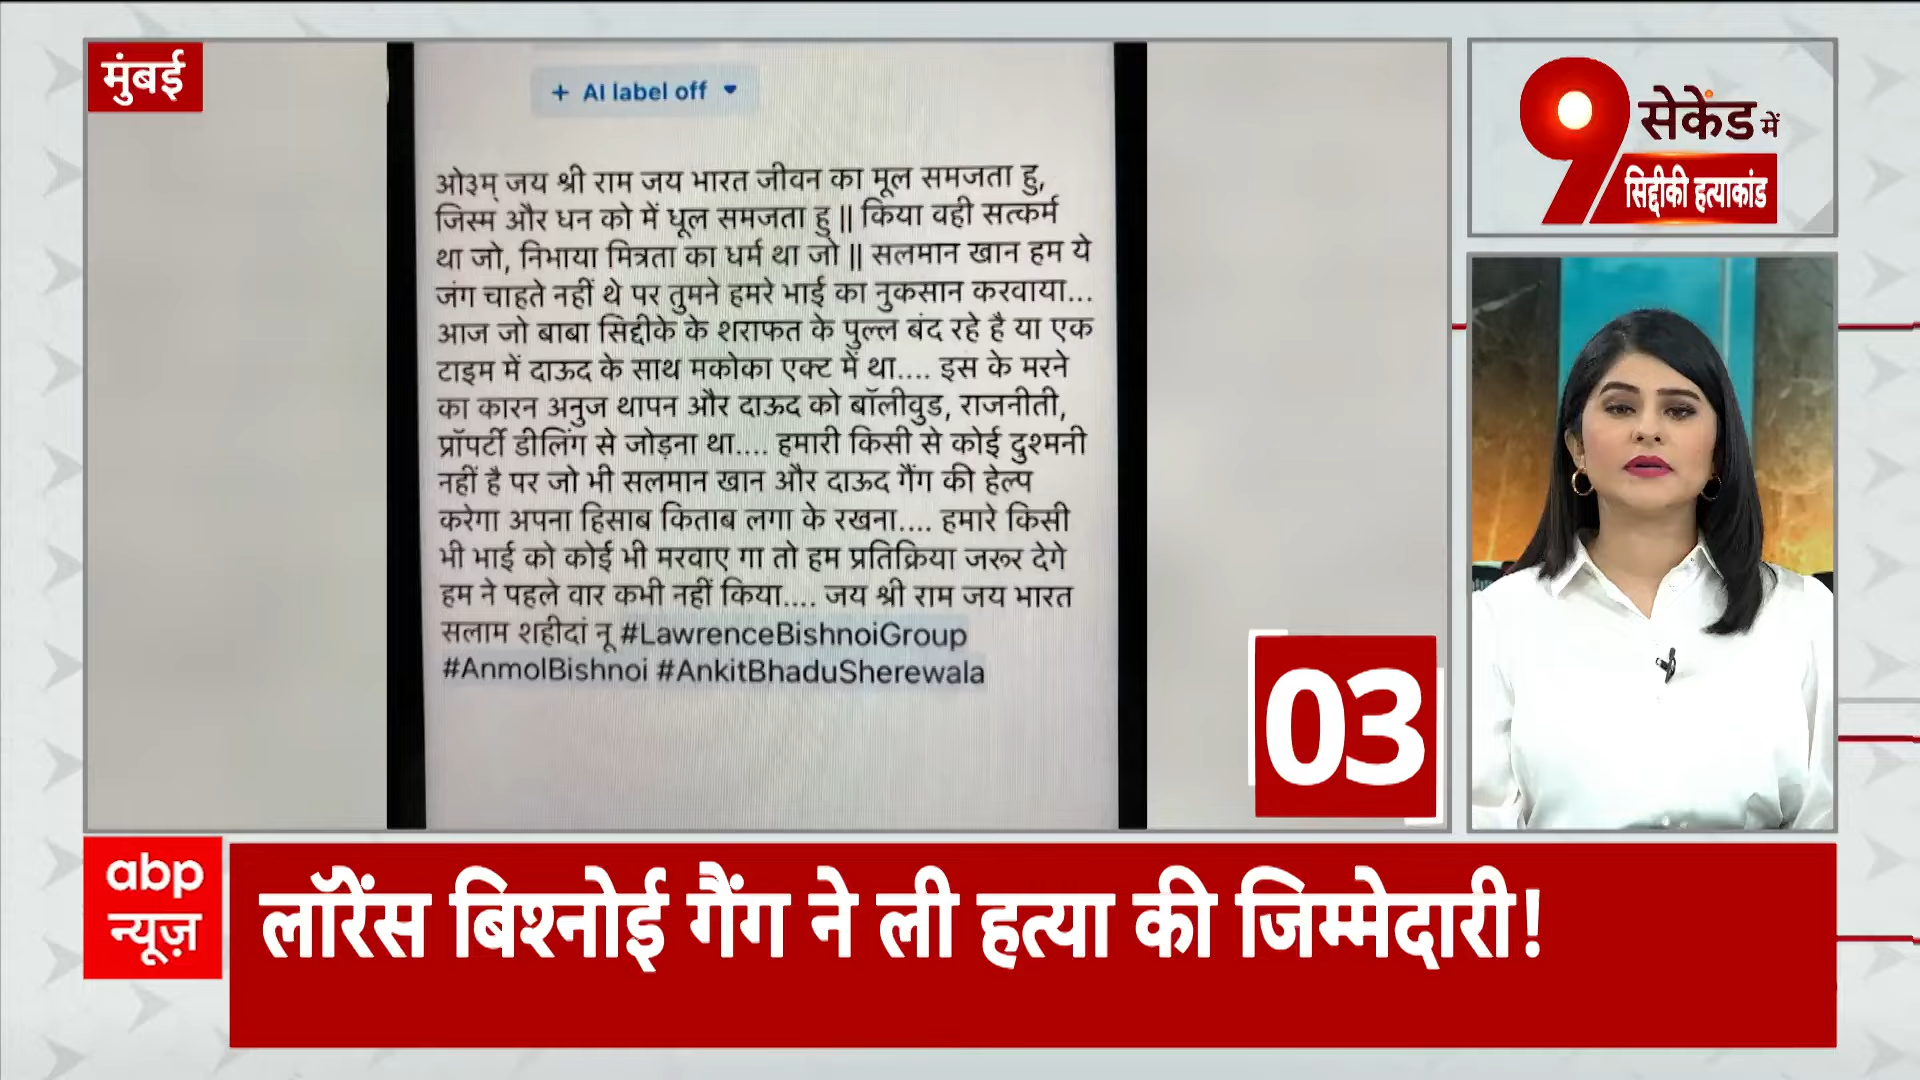 मुंबई
+ AI label off
ओ३म् जय श्री राम जय भारत जीवन का मूल समजता हु,
जिस्म और धन को में धूल समजता हु || किया वही सत्कर्म
था जो, निभाया मित्रता का धर्म था जो || सलमान खान हम ये
जंग चाहते नहीं थे पर तुमने हमरे भाई का नुकसान करवाया...
आज जो बाबा सिद्दीके के शराफत के पुल्ल बंद रहे है या एक
टाइम में दाऊद के साथ मकोका एक्ट में था.... इस के मरने
का कारन अनुज थापन और दाऊद को बॉलीवुड, राजनीती,
प्रॉपर्टी डीलिंग से जोड़ना था.... हमारी किसी से कोई दुश्मनी
नहीं है पर जो भी सलमान खान और दाऊद गैंग की हेल्प
करेगा अपना हिसाब किताब लगा के रखना.... हमारे किसी
भी भाई को कोई भी मरवाए गा तो हम प्रतिक्रिया जरूर देगे
हम ने पहले वार कभी नहीं किया.... जय श्री राम जय भारत
सलाम शहीदां नू #LawrenceBishnoiGroup
#AnmolBishnoi #AnkitBhaduSherewala
03
9 सेकेंड में
सिद्दीकी हत्याकांड
abp
न्यूज़
लॉरेंस बिश्नोई गैंग ने ली हत्या की जिम्मेदारी!